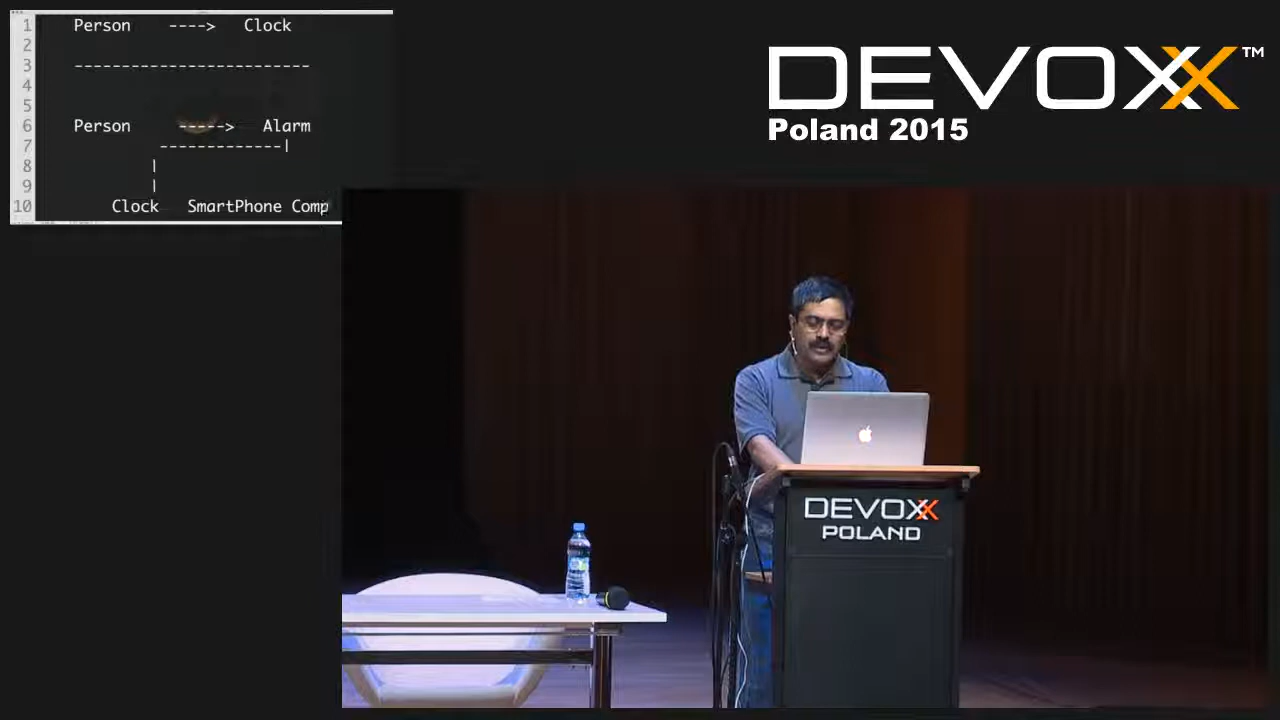 1 Person ----> Clock
2
3 -------------------------
4
5
6 Person -----> Alarm
7 -------------|
8 |
9 |
10 Clock SmartPhone Comp
DEVOXX™
Poland 2015
DEVOXX
POLAND